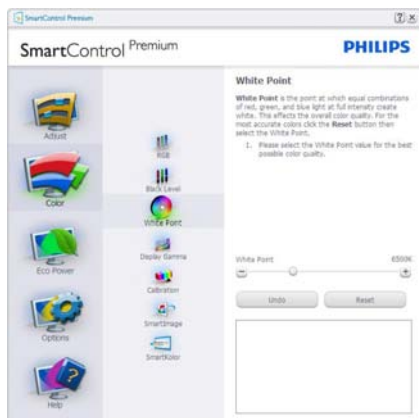 SmartControl Premium
SmartControl Premium
PHILIPS
Adjust
Color
Eco Power
Options
Help
RGB
Black Level
White Point
Display Gamma
Calibration
SmartImage
SmartKolor
White Point
White Point is the point at which equal combinations
of red, green, and blue light at full intensity create
white. This effects the overall color quality. For the
most accurate colors click the Reset button then
select the White Point.
1. Please select the White Point value for the best
possible color quality.
White Point 6500K
Undo Reset